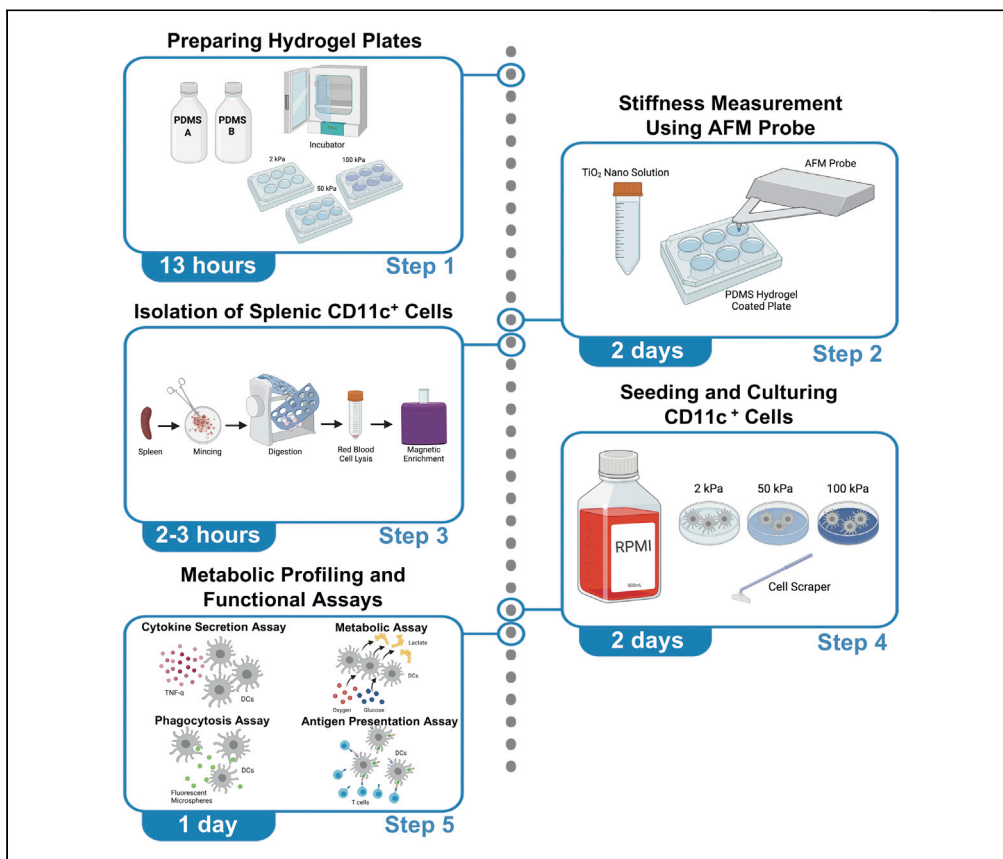 Preparing Hydrogel Plates
PDMS
A
PDMS
B
Incubator
2 kPa
100 kPa
50 kPa
13 hours
Step 1
Stiffness Measurement
Using AFM Probe
TiO₂ Nano Solution
AFM Probe
PDMS Hydrogel
Coated Plate
2 days
Step 2
Isolation of Splenic CD11c⁺ Cells
Spleen
Mincing
Digestion
Red Blood
Cell Lysis
Magnetic
Enrichment
2-3 hours
Step 3
Seeding and Culturing
CD11c⁺ Cells
RPMI
500mL
2 kPa
50 kPa
100 kPa
Cell Scraper
2 days
Step 4
Metabolic Profiling and
Functional Assays
Cytokine Secretion Assay
TNF-α
DCs
Metabolic Assay
Lactate
DCs
Oxygen
Glucose
Phagocytosis Assay
DCs
Fluorescent
Microspheres
Antigen Presentation Assay
DCs
T cells
1 day
Step 5